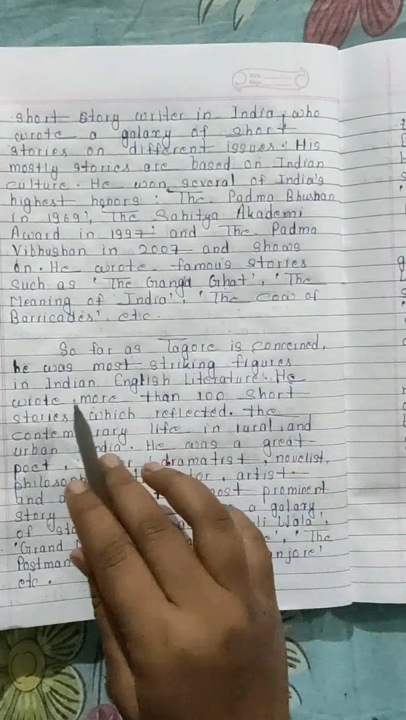 short story writer in India, who
wrote a galaxy of short
stories on different issues. His
mostly stories are based on Indian
culture. He won several of India's
highest honors: The Padma Bhushan
in 1969', The Sahitya Akademi
Award in 1997' and The Padma
Vibhushan in 2007 and shows
on. He wrote famous stories
such as 'The Ganga Ghat', 'The
Meaning of India', 'The Cow of
Barricades' etc.
So far as Tagore is concerned,
he was most striking figures
in Indian English Literature. He
wrote more than 100 short
stories which reflected the
life in rural and
urban India. He was a great
poet, dramatist, novelist,
artist
and most prominent
story a galaxy
of Wala',
'Grand 'The
Postman
etc.